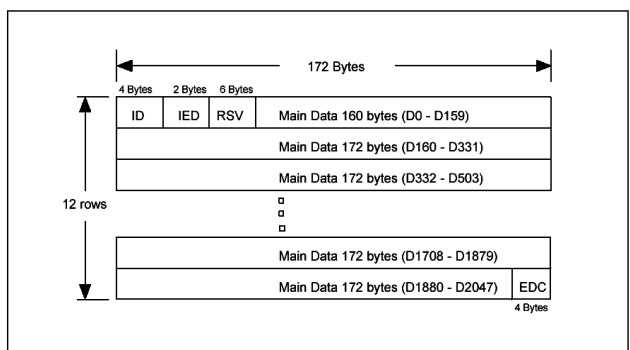 172 Bytes
4 Bytes 2 Bytes 6 Bytes
ID IED RSV Main Data 160 bytes (D0 - D159)
Main Data 172 bytes (D160 - D331)
Main Data 172 bytes (D332 - D503)
12 rows
Main Data 172 bytes (D1708 - D1879)
Main Data 172 bytes (D1880 - D2047) EDC
4 Bytes